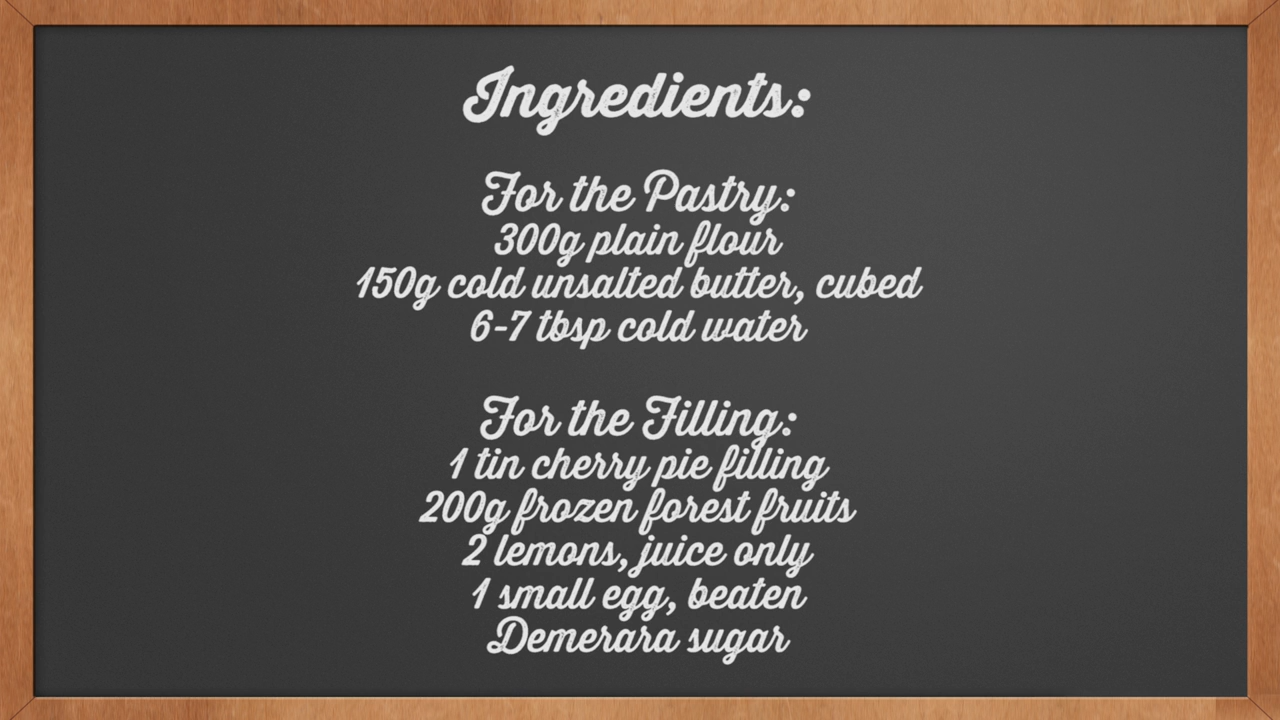 Ingredients:
For the Pastry:
300g plain flour
150g cold unsalted butter, cubed
6-7 tbsp cold water
For the Filling:
1 tin cherry pie filling
200g frozen forest fruits
2 lemons, juice only
1 small egg, beaten
Demerara sugar